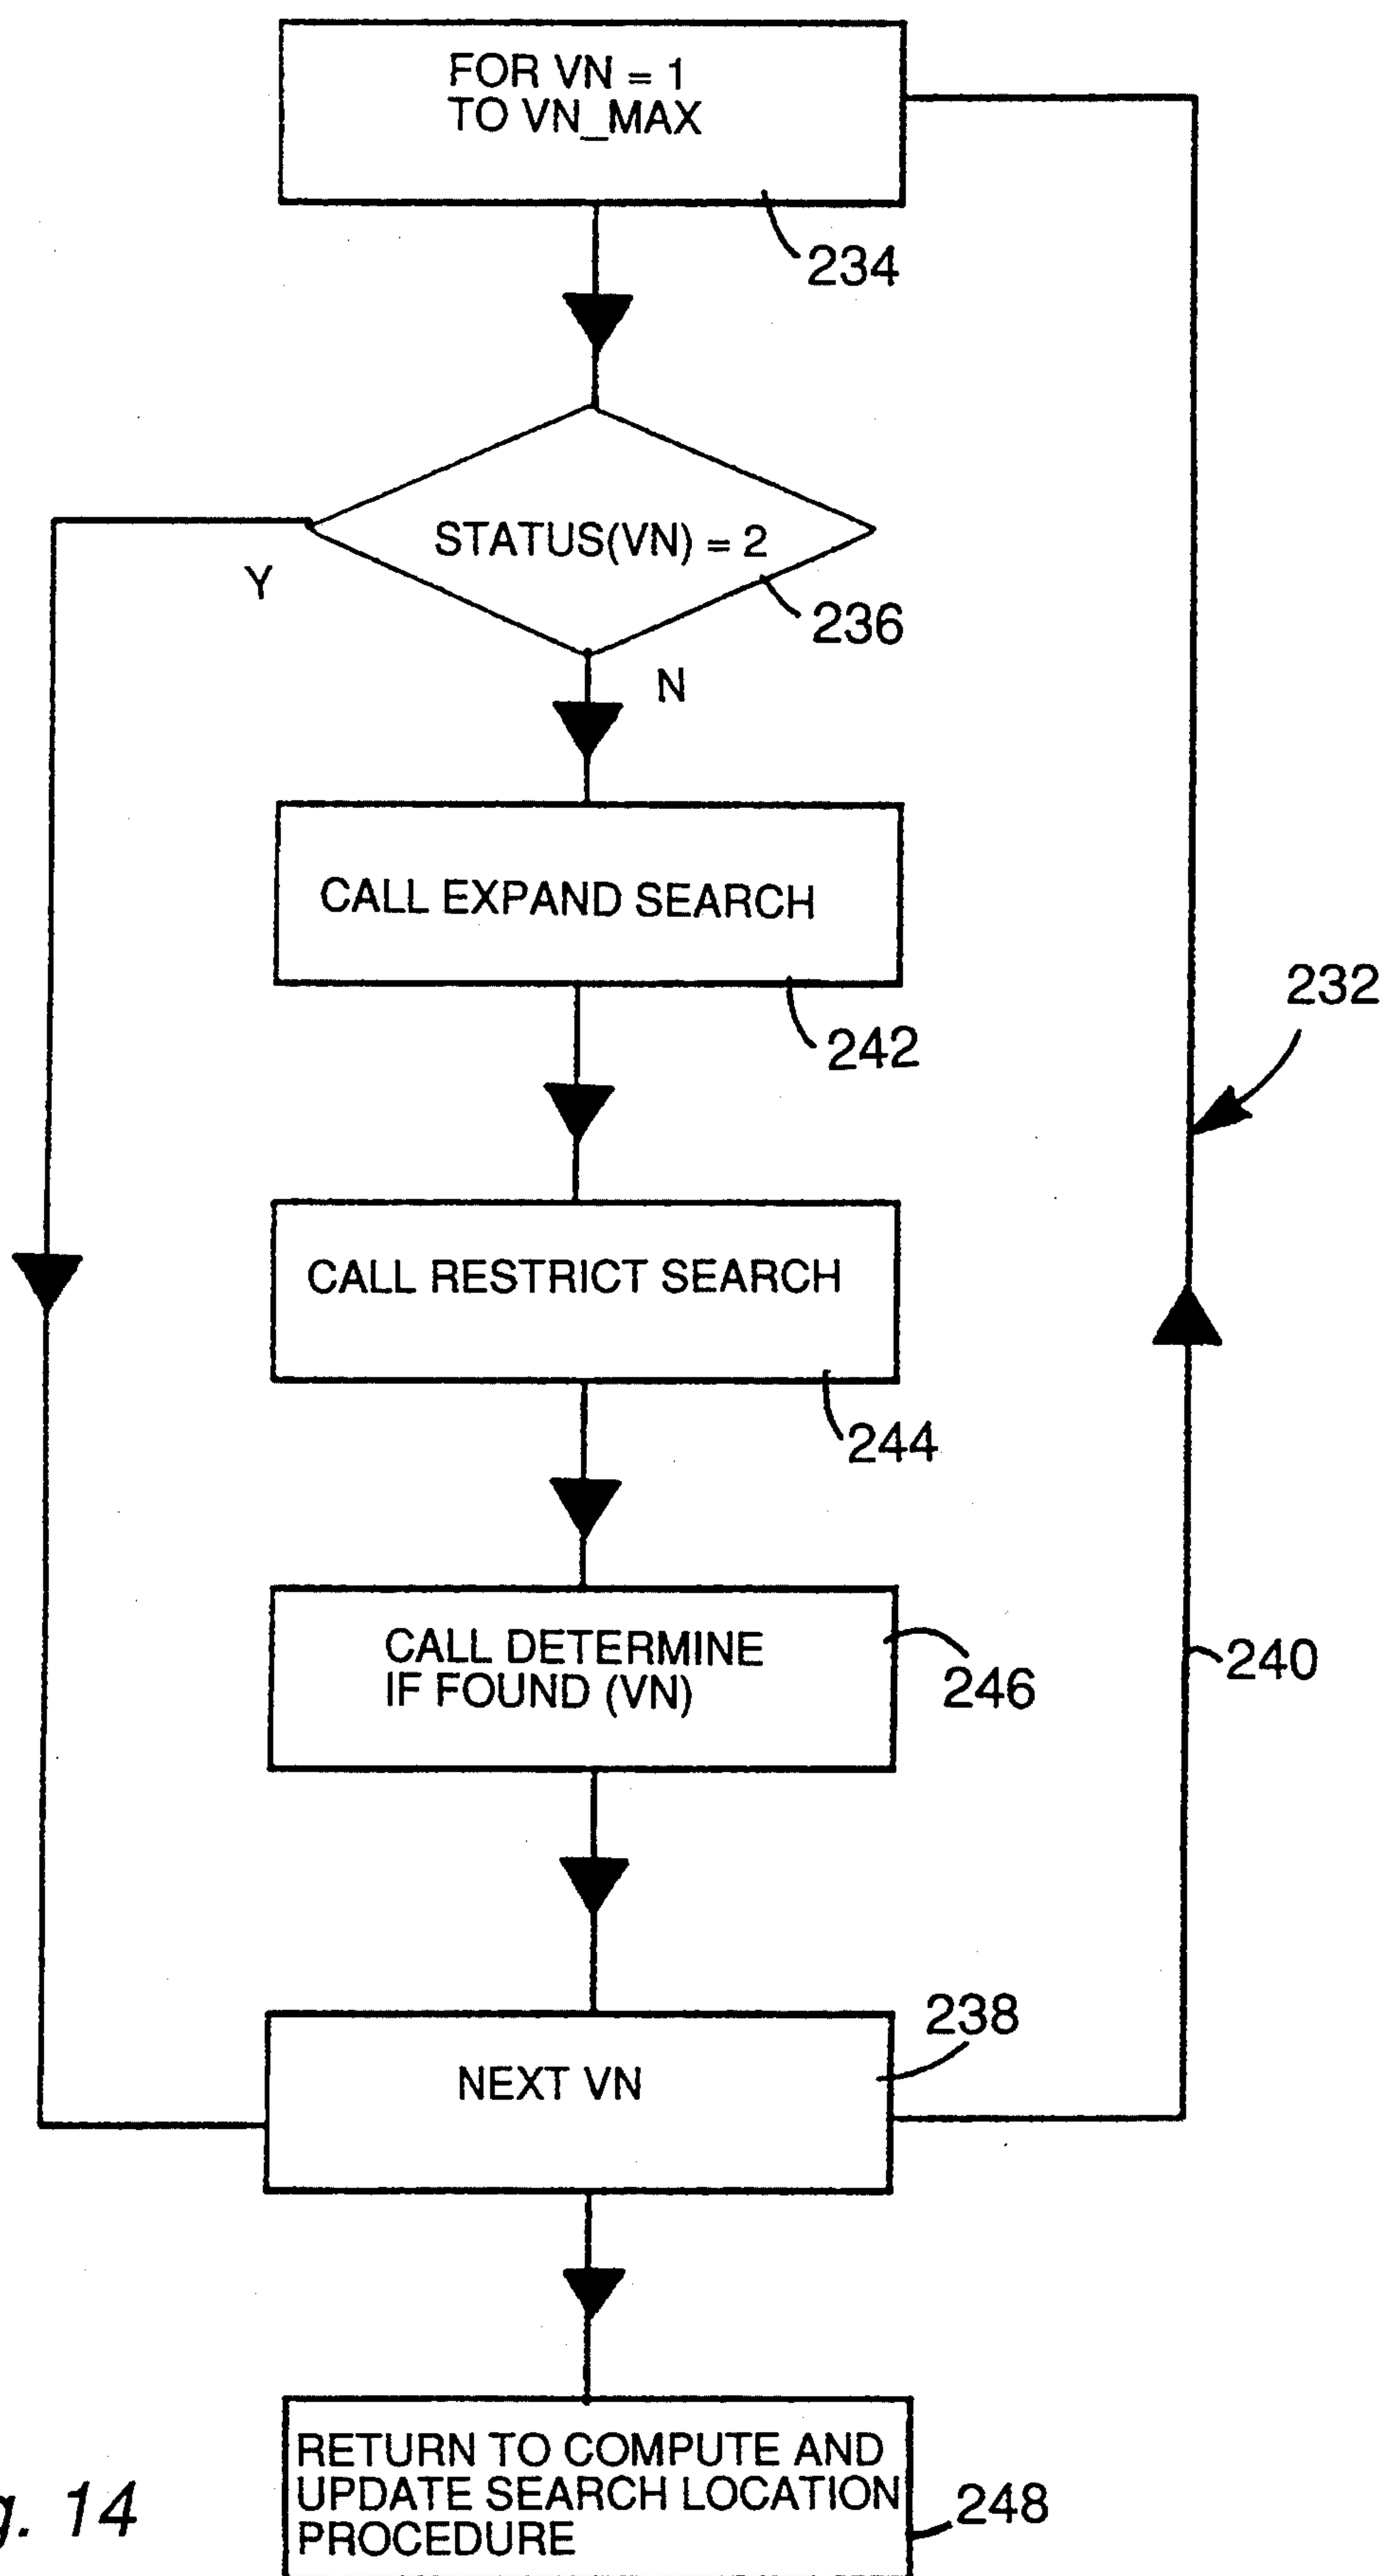 FOR VN = 1
TO VN_MAX
234
STATUS(VN) = 2
Y
236
N
CALL EXPAND SEARCH
232
242
CALL RESTRICT SEARCH
244
CALL DETERMINE
IF FOUND (VN)
246
240
238
NEXT VN
RETURN TO COMPUTE AND
UPDATE SEARCH LOCATION
PROCEDURE
248
g. 14